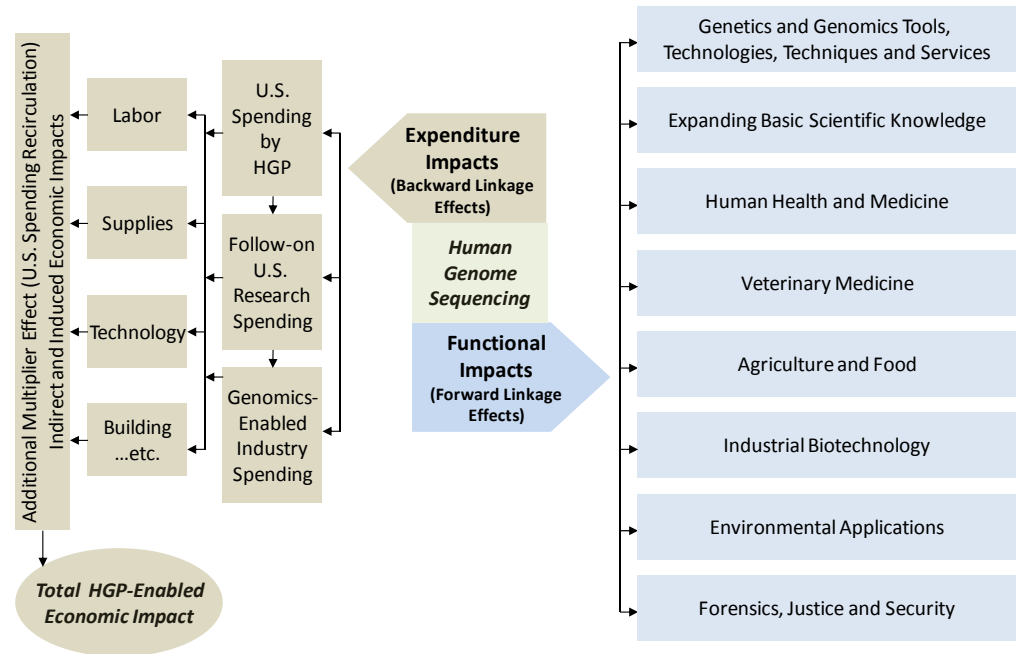 Additional Multiplier Effect (U.S. Spending Recirculation)
Indirect and Induced Economic Impacts
Labor
Supplies
Technology
Building
...etc.
U.S.
Spending
by
HGP
Follow-on
U.S.
Research
Spending
Genomics-
Enabled
Industry
Spending
Expenditure
Impacts
(Backward Linkage
Effects)
Human
Genome
Sequencing
Functional
Impacts
(Forward Linkage
Effects)
Total HGP-Enabled
Economic Impact
Genetics and Genomics Tools,
Technologies, Techniques and Services
Expanding Basic Scientific Knowledge
Human Health and Medicine
Veterinary Medicine
Agriculture and Food
Industrial Biotechnology
Environmental Applications
Forensics, Justice and Security